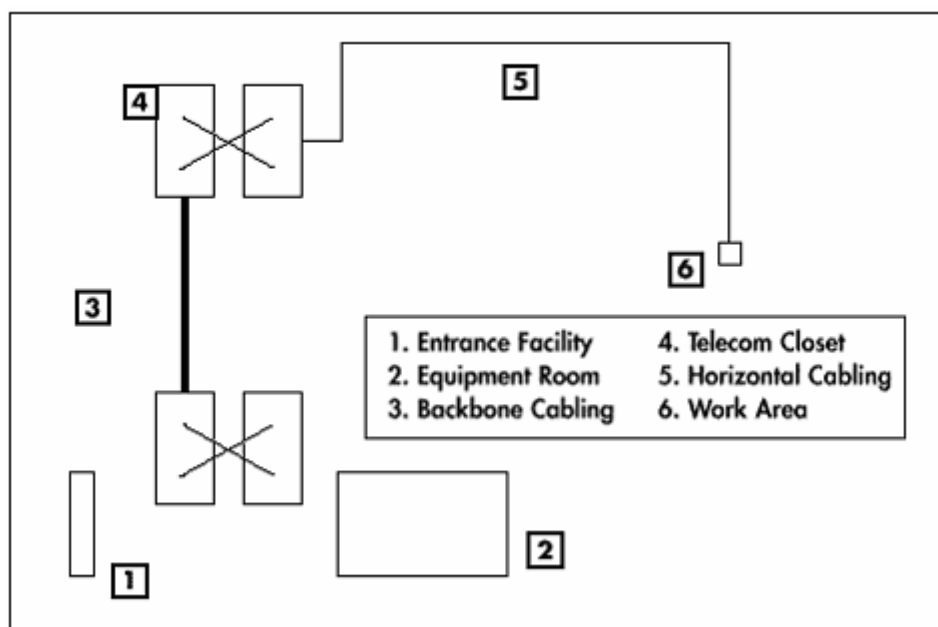 4
5
6
3
1. Entrance Facility
4. Telecom Closet
2. Equipment Room
5. Horizontal Cabling
3. Backbone Cabling
6. Work Area
2
1